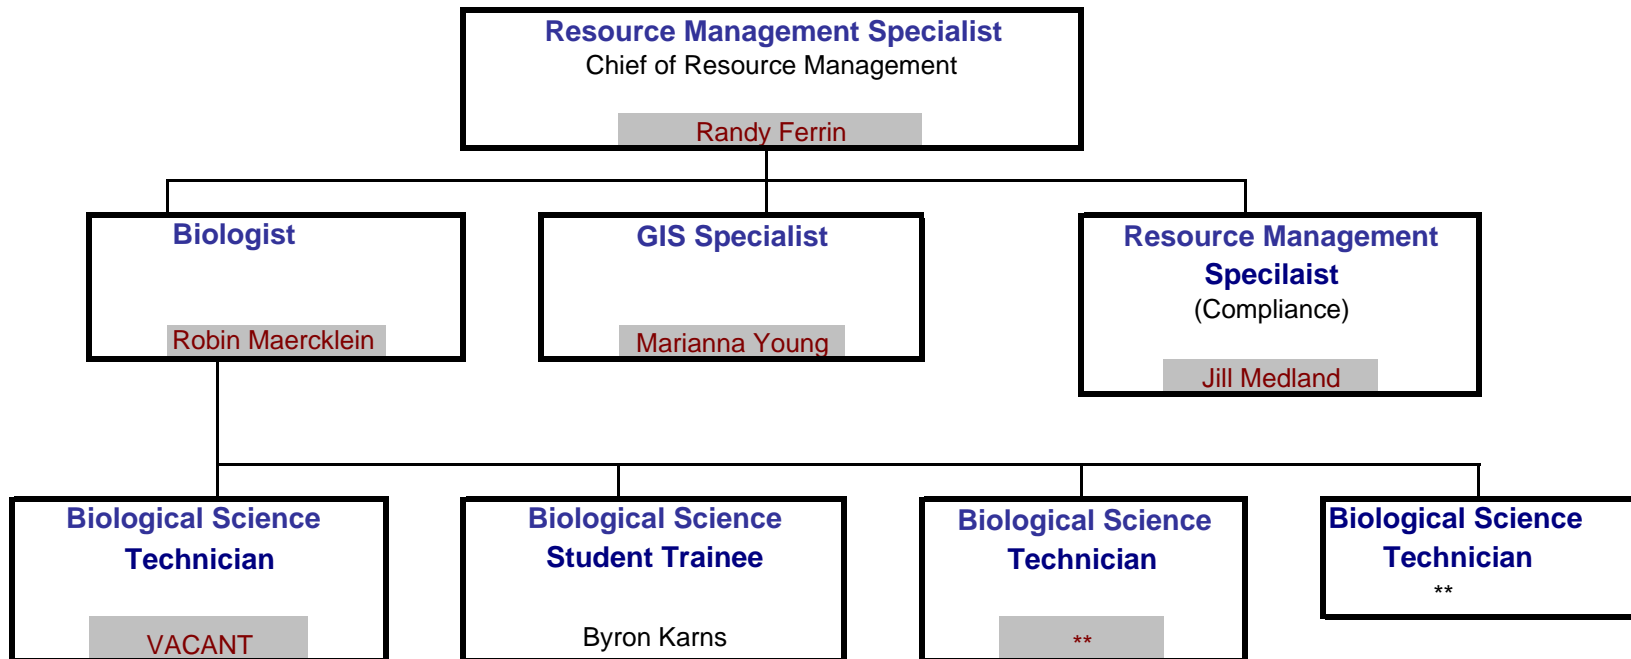 Resource Management Specialist
Chief of Resource Management
Randy Ferrin
Biologist
Robin Maercklein
GIS Specialist
Marianna Young
Resource Management
Specilaist
(Compliance)
Jill Medland
Biological Science
Technician
VACANT
Biological Science
Student Trainee
Byron Karns
Biological Science
Technician
**
Biological Science
Technician
**